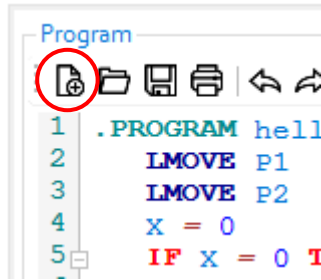 Program
1 .PROGRAM hell
2 LMOVE P1
3 LMOVE P2
4 X = 0
5 IF X = 0